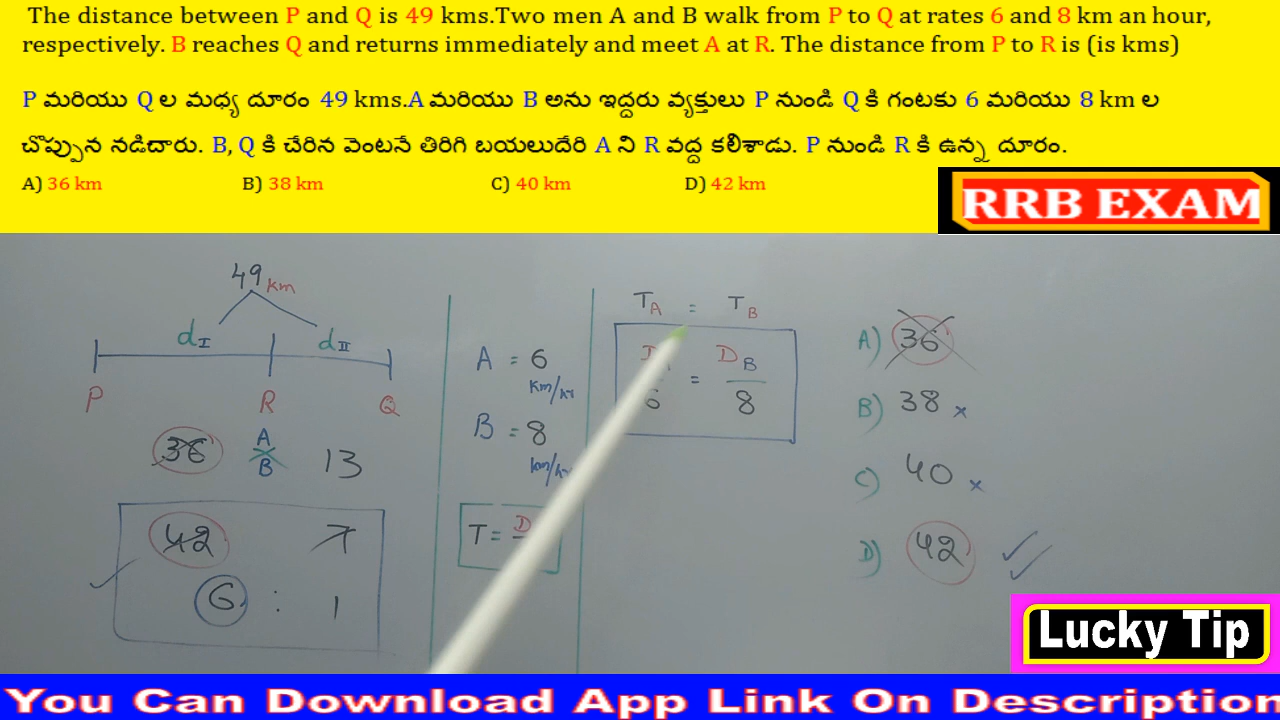 The distance between P and Q is 49 kms.Two men A and B walk from P to Q at rates 6 and 8 km an hour,
respectively. B reaches Q and returns immediately and meet A at R. The distance from P to R is (is kms)
P మరియు Q ల మధ్య దూరం 49 kms.A మరియు B అను ఇద్దరు వ్యక్తులు P నుండి Q కి గంటకు 6 మరియు 8 km ల
చొప్పున నడిచారు. B, Q కి చేరిన వెంటనే తిరిగి బయలుదేరి A ని R వద్ద కలిశాడు. P నుండి R కి ఉన్న దూరం.
A) 36 km B) 38 km C) 40 km D) 42 km
RRB EXAM
49 km
dI dII
P R Q
36 A B 13
42 7
6 : 1
A = 6 km/hr
B = 8 km/hr
T = D
TA = TB
D = DB
6 8
A) 36
B) 38 x
C) 40 x
D) 42
Lucky Tip
You Can Download App Link On Description